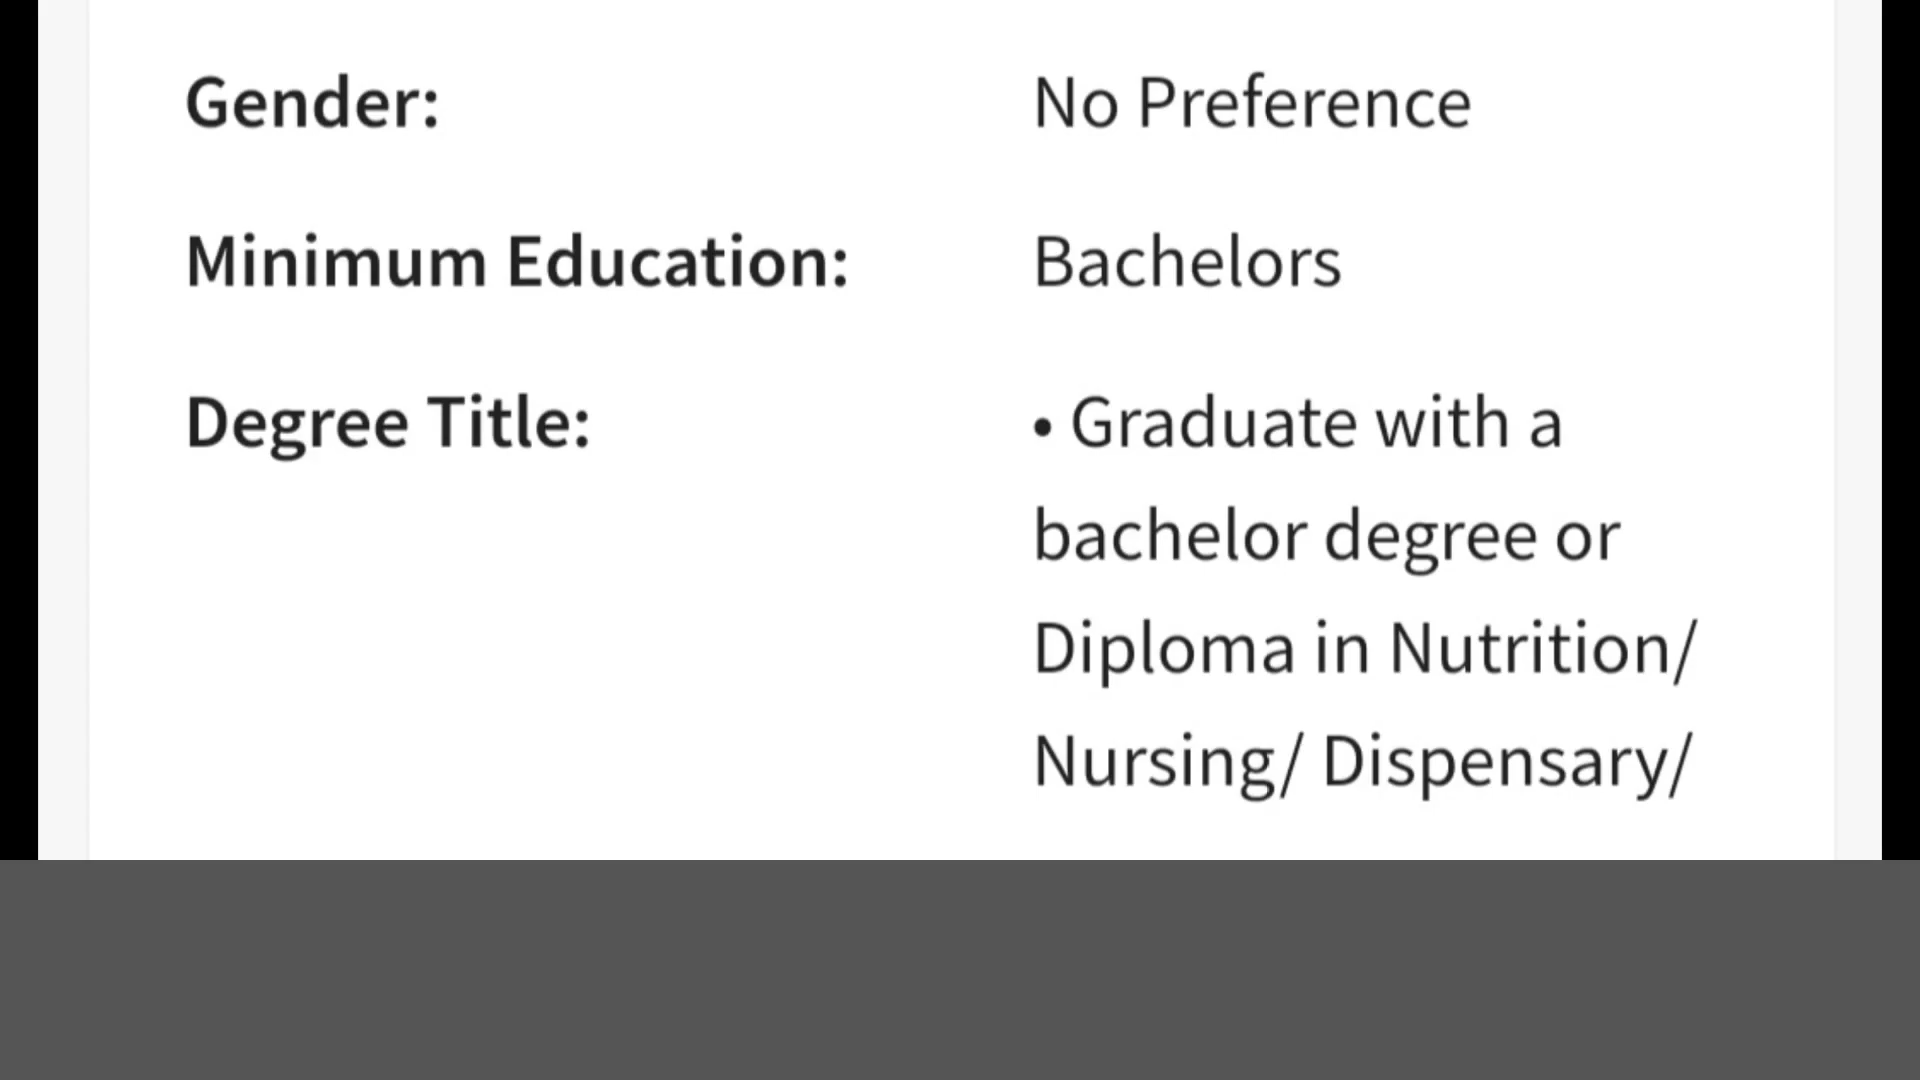 Gender: No Preference
Minimum Education: Bachelors
Degree Title: • Graduate with a
bachelor degree or
Diploma in Nutrition/
Nursing/ Dispensary/